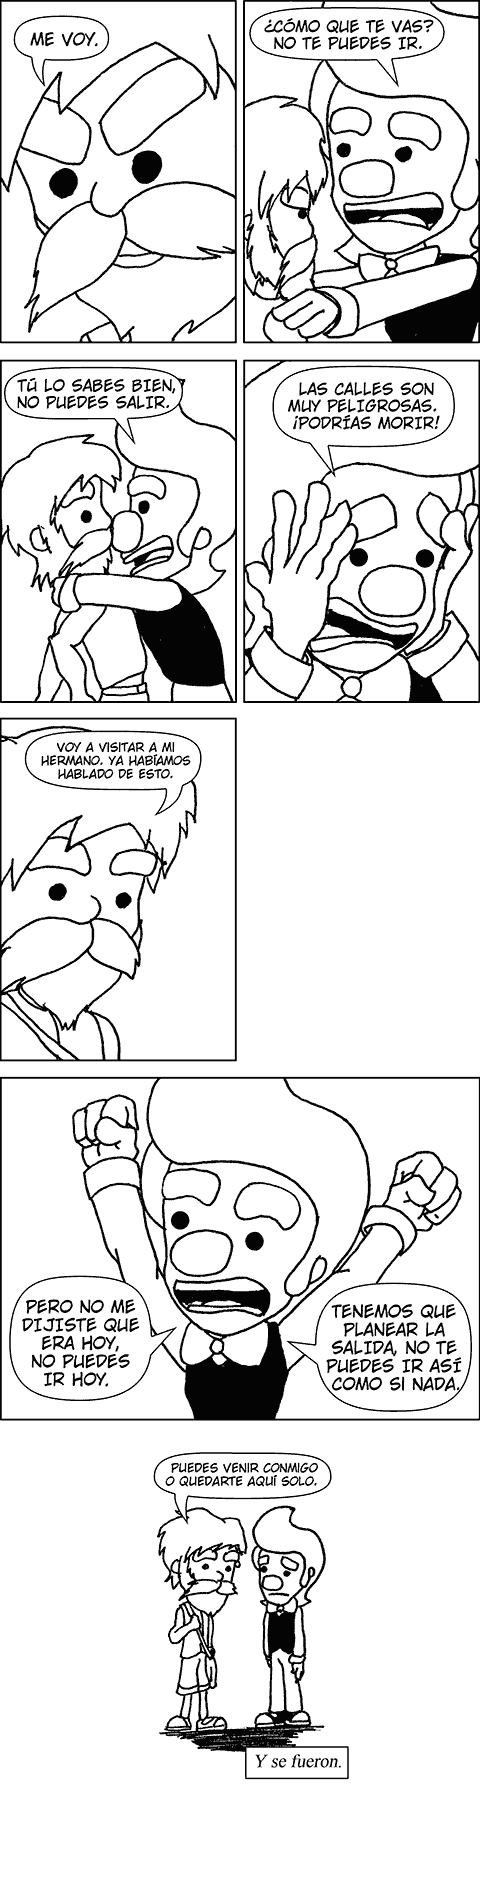 ME VOY.
¿CÓMO QUE TE VAS?
NO TE PUEDES IR.
TÚ LO SABES BIEN,
NO PUEDES SALIR.
LAS CALLES SON
MUY PELIGROSAS.
¡PODRÍAS MORIR!
VOY A VISITAR A MI
HERMANO. YA HABÍAMOS
HABLADO DE ESTO.
PERO NO ME
DIJISTE QUE
ERA HOY,
NO PUEDES
IR HOY.
TENEMOS QUE
PLANEAR LA
SALIDA, NO TE
PUEDES IR ASÍ
COMO SI NADA.
PUEDES VENIR CONMIGO
O QUEDARTE AQUÍ SOLO.
Y se fueron.